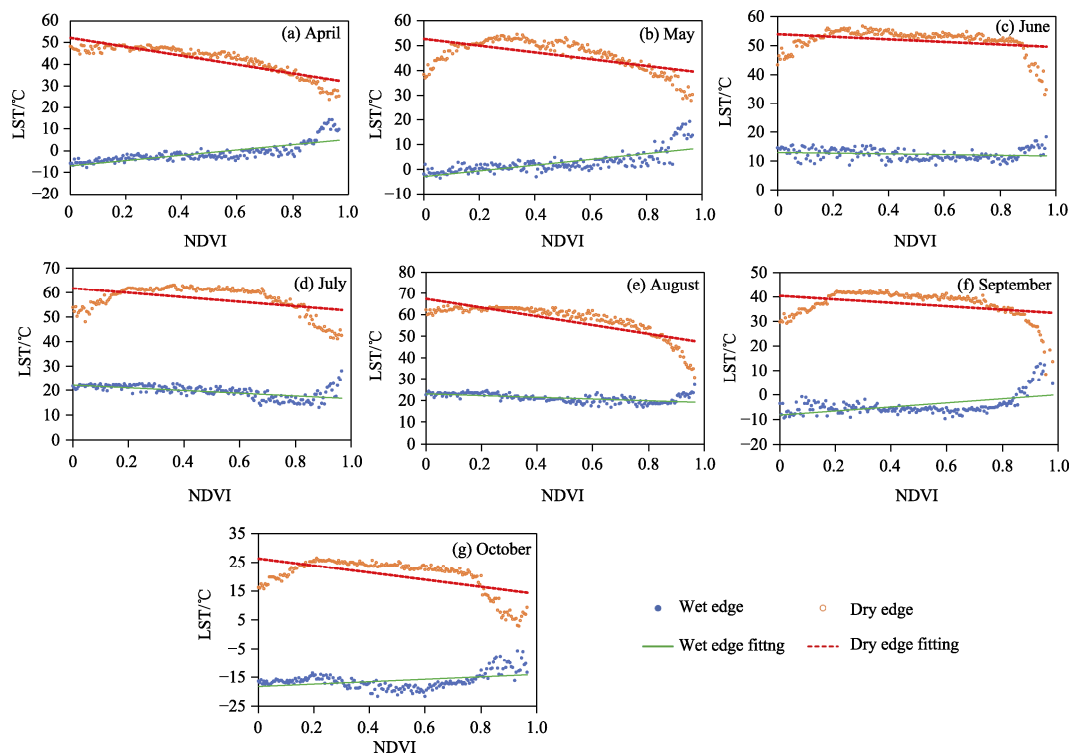 (a) April
LST/℃
60
50
40
30
20
10
0
−10
−20
0 0.2 0.4 0.6 0.8 1.0
NDVI
(b) May
LST/℃
60
50
40
30
20
10
0
−10
0 0.2 0.4 0.6 0.8 1.0
NDVI
(c) June
LST/℃
60
50
40
30
20
10
0
0 0.2 0.4 0.6 0.8 1.0
NDVI
(d) July
LST/℃
70
60
50
40
30
20
10
0
0 0.2 0.4 0.6 0.8 1.0
NDVI
(e) August
LST/℃
80
70
60
50
40
30
20
10
0
0 0.2 0.4 0.6 0.8 1.0
NDVI
(f) September
LST/℃
50
40
30
20
10
0
−10
−20
0 0.2 0.4 0.6 0.8 1.0
NDVI
(g) October
LST/℃
35
25
15
5
−5
−15
−25
0 0.2 0.4 0.6 0.8 1.0
NDVI
Wet edge Dry edge
Wet edge fittng Dry edge fitting